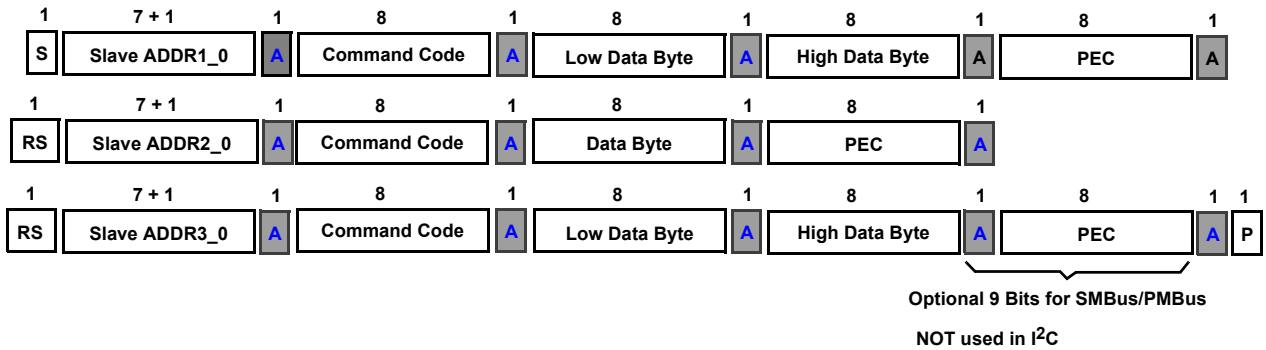 1 7 + 1 1 8 1 8 1 8 1 8 1
S Slave ADDR1_0 A Command Code A Low Data Byte A High Data Byte A PEC A
1 7 + 1 1 8 1 8 1 8 1
RS Slave ADDR2_0 A Command Code A Data Byte A PEC A
1 7 + 1 1 8 1 8 1 8 1 8 1 1
RS Slave ADDR3_0 A Command Code A Low Data Byte A High Data Byte A PEC A P
Optional 9 Bits for SMBus/PMBus
NOT used in I²C